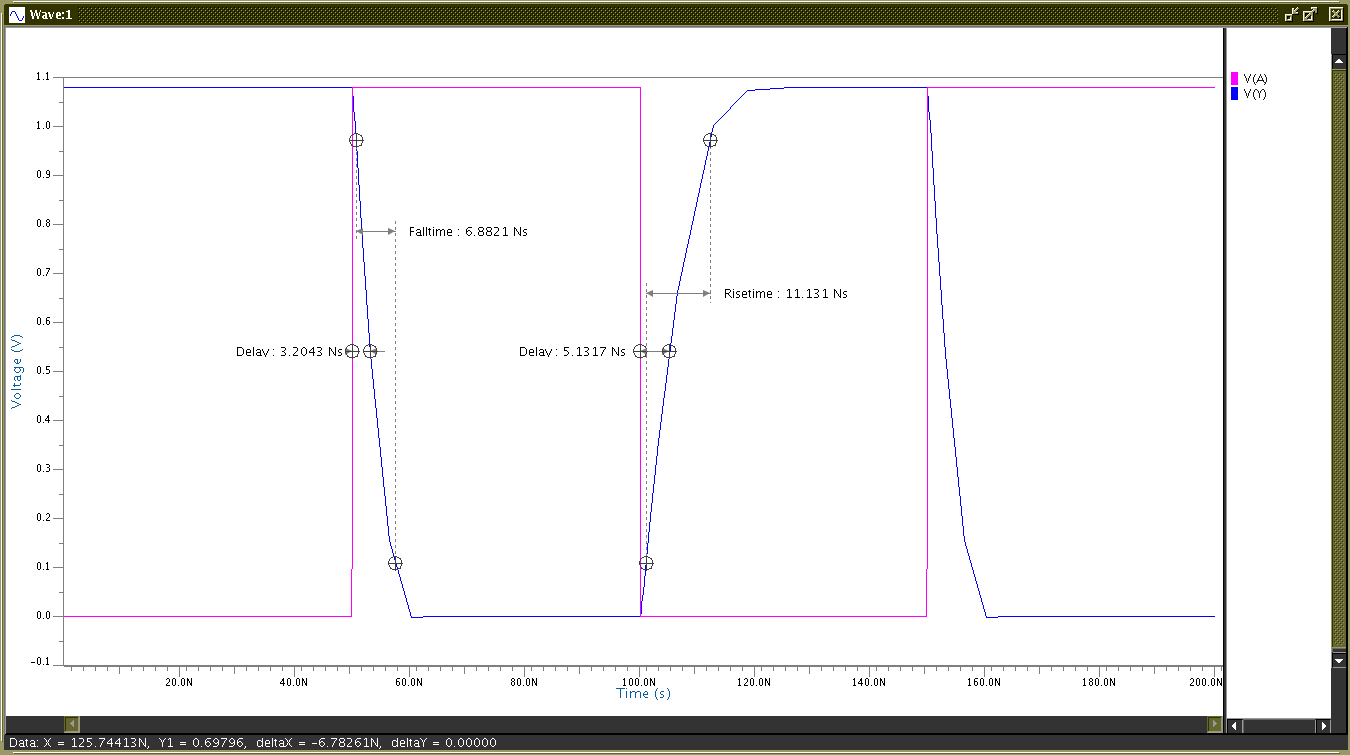 Wave:1
V(A)
V(Y)
1.1
1.0
0.9
0.8
0.7
0.6
0.5
0.4
0.3
0.2
0.1
0.0
-0.1
Voltage (V)
Falltime : 6.8821 Ns
Risetime : 11.131 Ns
Delay : 3.2043 Ns
Delay : 5.1317 Ns
20.0N 40.0N 60.0N 80.0N 100.0N 120.0N 140.0N 160.0N 180.0N 200.0N
Time (s)
Data: X = 125.74413N, Y1 = 0.69796, deltaX = -6.78261N, deltaY = 0.00000